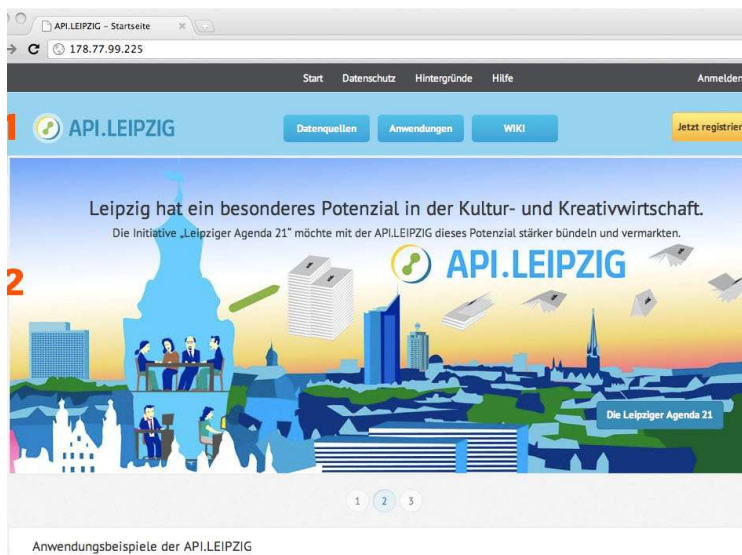 API.LEIPZIG – Startseite
178.77.99.225
Start Datenschutz Hintergründe Hilfe Anmelden
1 API.LEIPZIG Datenquellen Anwendungen WIKI Jetzt registrier
Leipzig hat ein besonderes Potenzial in der Kultur- und Kreativwirtschaft.
Die Initiative „Leipziger Agenda 21“ möchte mit der API.LEIPZIG dieses Potenzial stärker bündeln und vermarkten.
API.LEIPZIG
2
Die Leipziger Agenda 21
1 2 3
Anwendungsbeispiele der API.LEIPZIG